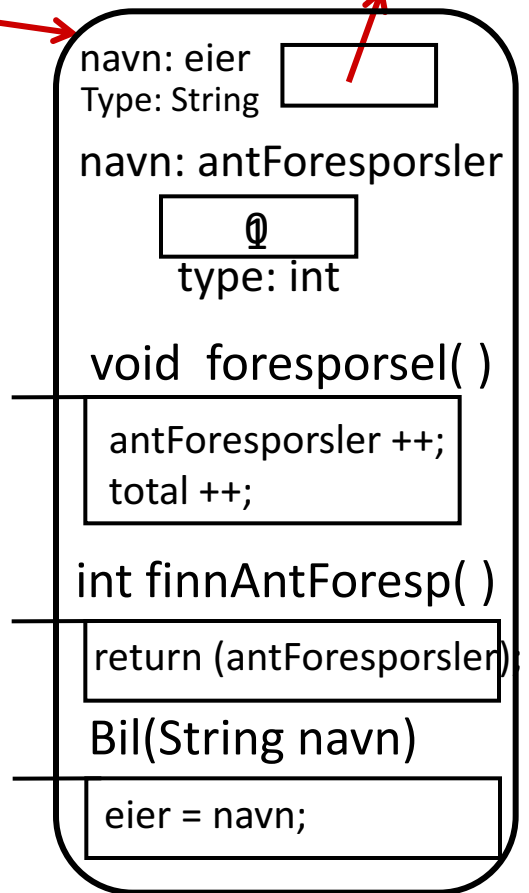 navn: eier
Type: String
navn: antForesporsler
type: int
void foresporsel( )
antForesporsler ++;
total ++;
int finnAntForesp( )
return (antForesporsler);
Bil(String navn)
eier = navn;